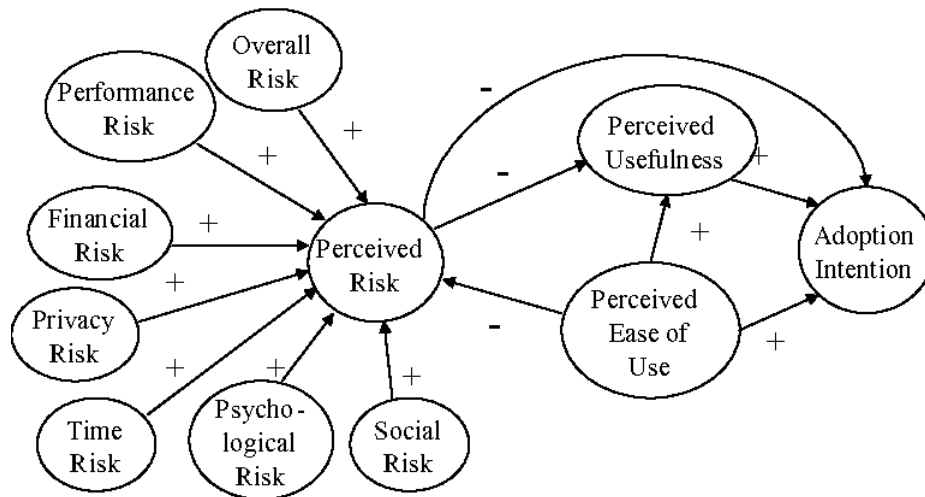 Overall
Risk
Performance
Risk
+
+
-
Perceived
Usefulness
+
-
Financial
Risk
+
Perceived
Risk
+
Adoption
Intention
+
Privacy
Risk
-
Perceived
Ease of
Use
+
+
+
+
Time
Risk
Psycho -
logical
Risk
Social
Risk